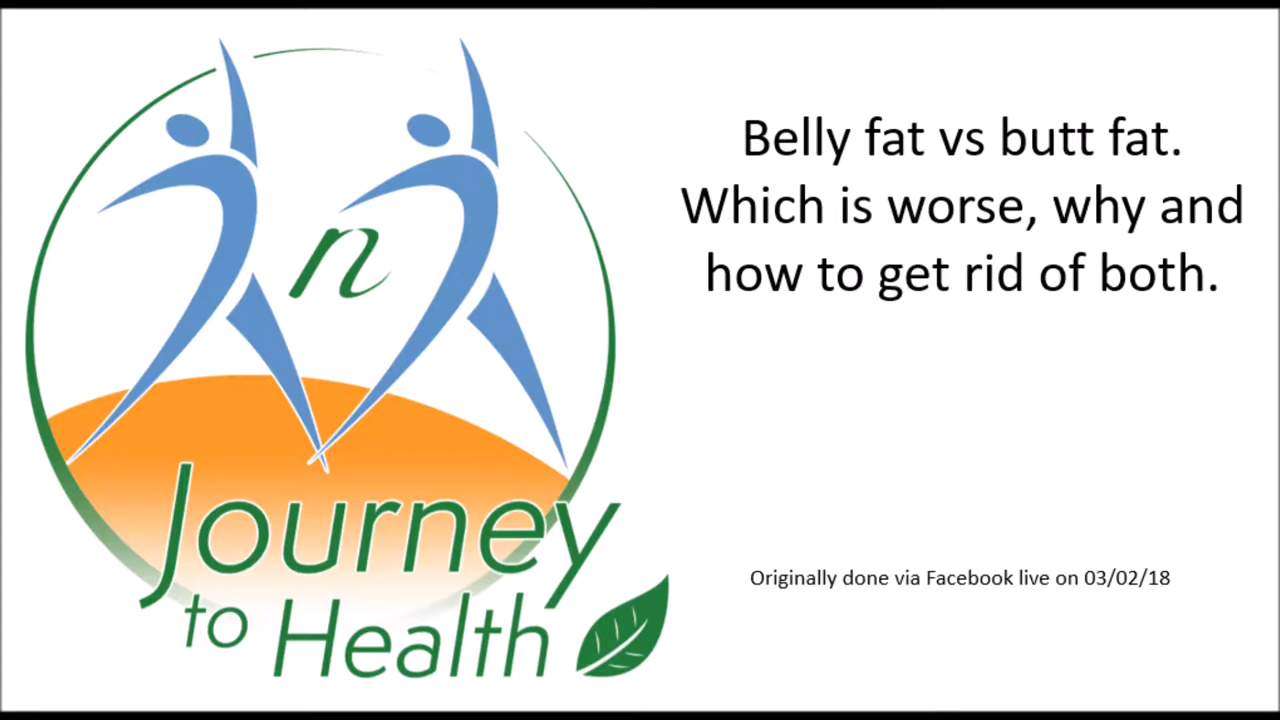 n
Journey
to Health
Belly fat vs butt fat.
Which is worse, why and
how to get rid of both.
Originally done via Facebook live on 03/02/18